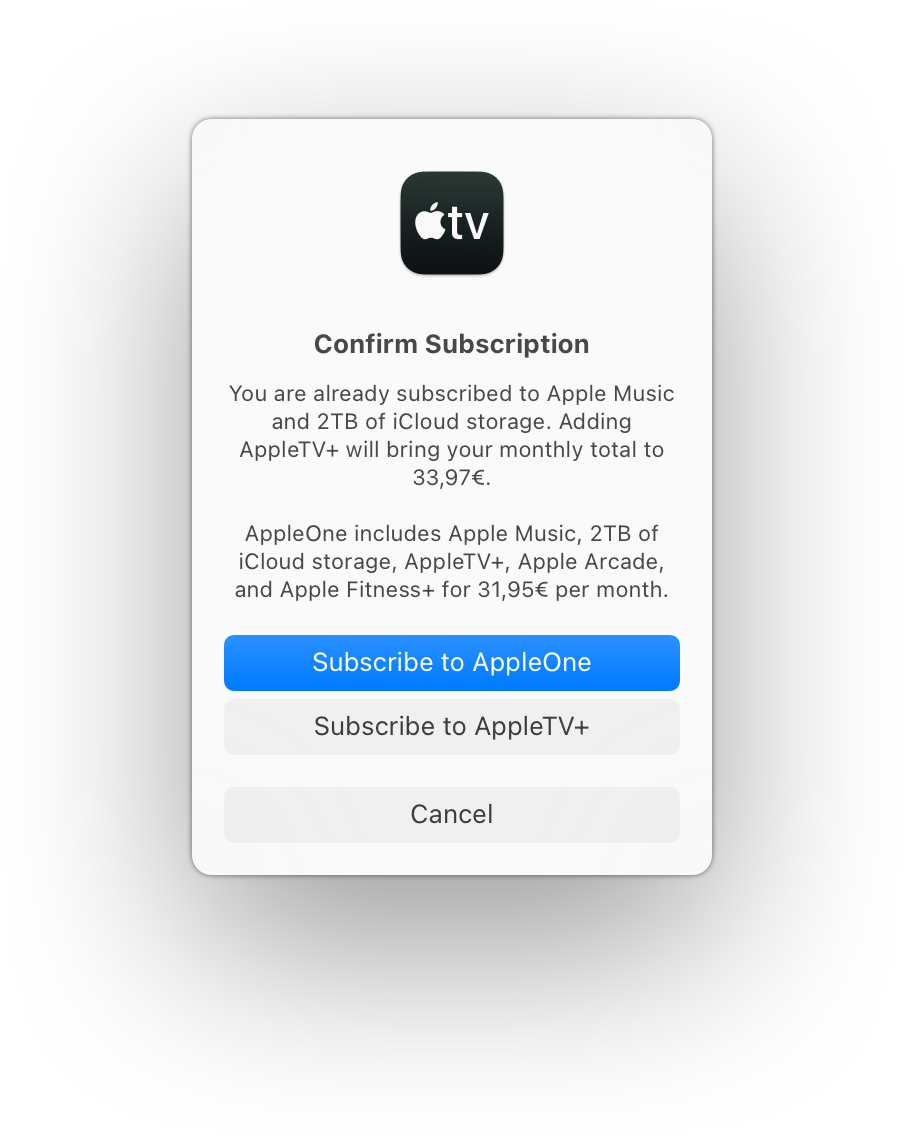 tv
Confirm Subscription
You are already subscribed to Apple Music
and 2TB of iCloud storage. Adding
AppleTV+ will bring your monthly total to
33,97€.
AppleOne includes Apple Music, 2TB of
iCloud storage, AppleTV+, Apple Arcade,
and Apple Fitness+ for 31,95€ per month.
Subscribe to AppleOne
Subscribe to AppleTV+
Cancel